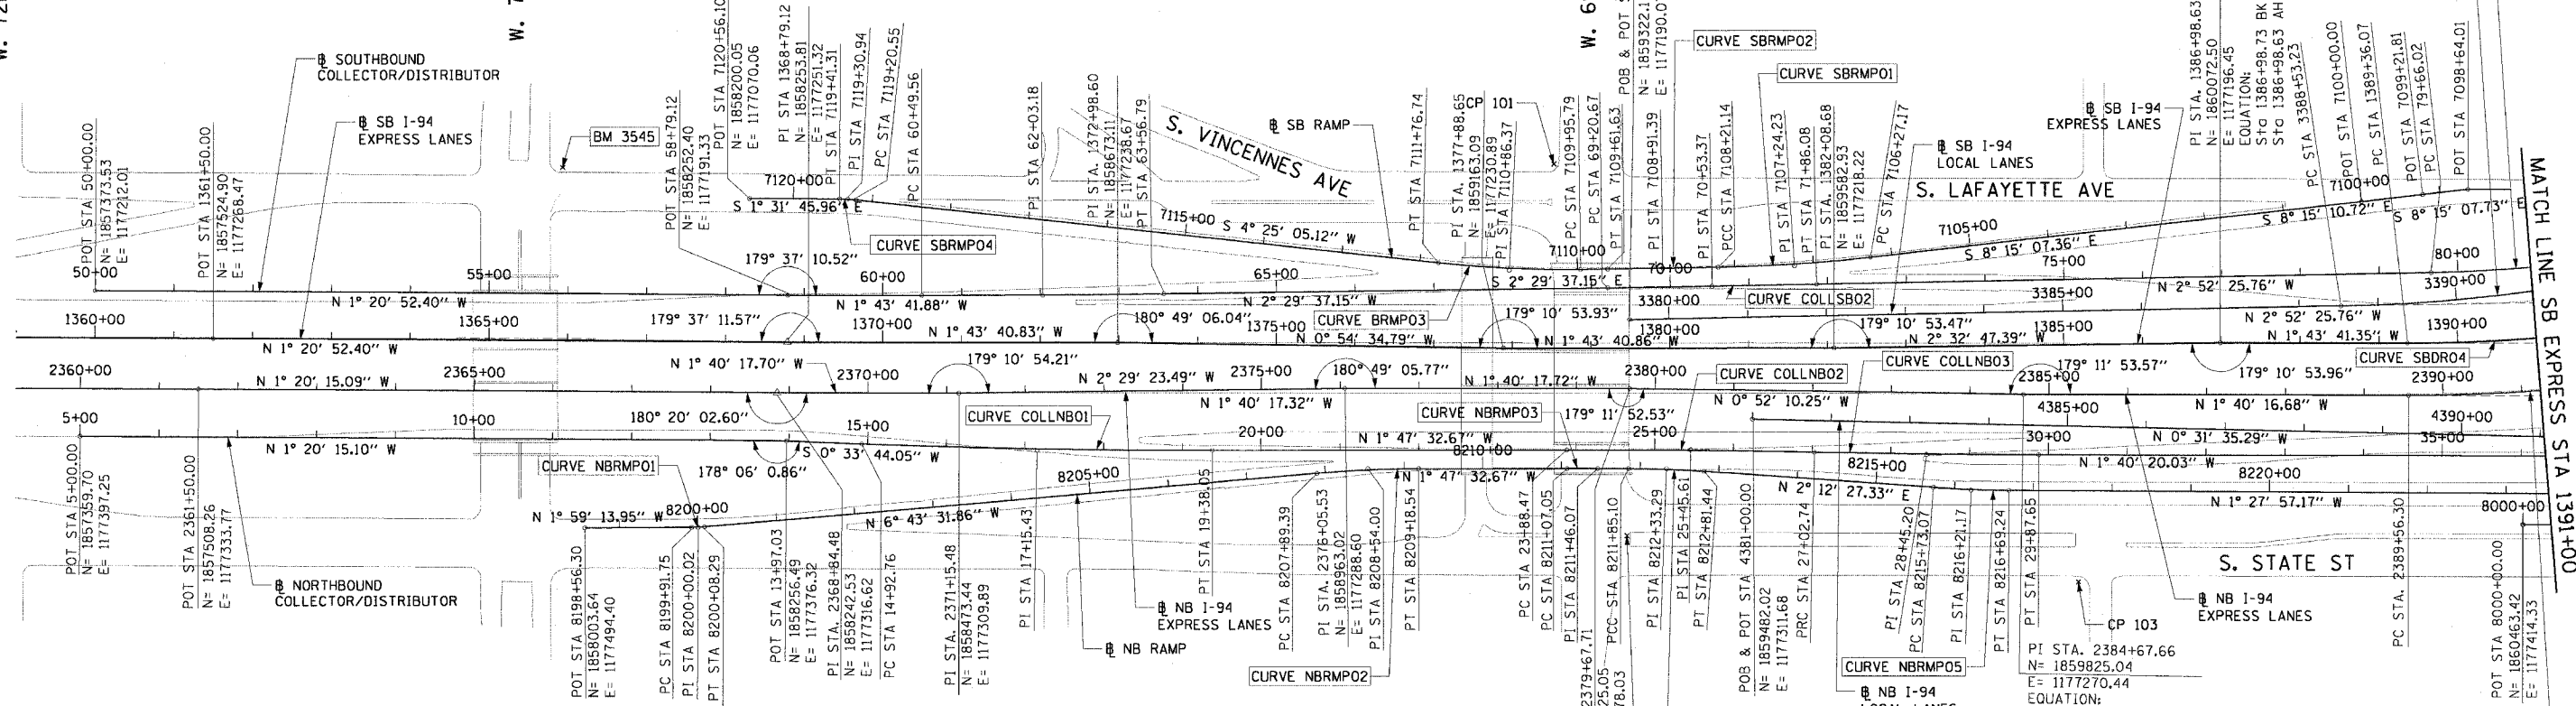 W. 6
PI STA 1368+79.12
N= 1858253.81
E= 1177251.32
PT STA 7119+41.31
POT STA 7120+56.10
N= 1858200.05
E= 1177070.06
PI STA 7119+30.94
PC STA 7119+20.55
POT STA 58+79.12
N= 1858252.40
E= 1177191.33
PC STA 60+49.56
PI STA 62+03.18
PI STA. 1372+98.60
N= 1858673.11
E= 1177238.67
PT STA 63+56.79
PT STA 7111+76.74
PI STA. 1377+88.65
N= 1859163.09
E= 1177230.89
PI STA 7110+86.37
PC STA 7109+95.79
PC STA 69+20.67
PT STA 7109+61.63
POB & POT S
N= 1859322.1
E= 1177190.0
PI STA 7108+91.39
PI STA 70+53.37
PCC STA 7108+21.14
PI STA 7107+24.23
PT STA 71+86.08
PI STA. 1382+08.68
N= 1859582.93
E= 1177218.22
PC STA 7106+27.17
PI STA. 1386+98.63
N= 1860072.50
E= 1177196.45
EQUATION:
Sta 1386+98.73 BK
Sta 1386+98.63 AH
PC STA 3388+53.23
POT STA 7100+00.00
PC STA 1389+36.07
POT STA 7099+21.81
PC STA 79+66.02
POT STA 7098+64.01
SOUTHBOUND
COLLECTOR/DISTRIBUTOR
SB I-94
EXPRESS LANES
BM 3545
S. VINCENNES AVE
SB RAMP
CP 101
CURVE SBRMP02
CURVE SBRMP01
SB I-94
LOCAL LANES
SB I-94
EXPRESS LANES
S. LAFAYETTE AVE
POT STA 50+00.00
N= 1857373.53
E= 1177212.01
POT STA 1361+50.00
N= 1857524.90
E= 1177268.47
7120+00
S 1° 31' 45.96" E
CURVE SBRMP04
7115+00
S 4° 25' 05.12" W
7110+00
7105+00
S 8° 15' 07.36" E
7100+00
S 8° 15' 10.72" E
S 8° 15' 07.73" E
50+00
55+00
179° 37' 10.52"
60+00
65+00
S 2° 29' 37.15" E
70+00
75+00
80+00
N 1° 20' 52.40" W
N 1° 43' 41.88" W
N 2° 29' 37.15" W
3380+00
CURVE COLLSB02
3385+00
N 2° 52' 25.76" W
3390+00
1360+00
1365+00
179° 37' 11.57"
1370+00
180° 49' 06.04"
1375+00
CURVE BRMP03
179° 10' 53.93"
1380+00
179° 10' 53.47"
1385+00
N 2° 52' 25.76" W
1390+00
N 1° 20' 52.40" W
N 1° 43' 40.83" W
N 0° 54' 34.79" W
N 1° 43' 40.86" W
N 2° 32' 47.39" W
N 1° 43' 41.35" W
2360+00
2365+00
N 1° 40' 17.70" W
2370+00
179° 10' 54.21"
N 2° 29' 23.49" W
2375+00
180° 49' 05.77"
N 1° 40' 17.72" W
2380+00
CURVE COLLNB02
CURVE COLLNB03
2385+00
179° 11' 53.57"
179° 10' 53.96"
CURVE SBDR04
2390+00
N 1° 20' 15.09" W
N 1° 40' 17.32" W
N 0° 52' 10.25" W
4385+00
N 1° 40' 16.68" W
4390+00
5+00
10+00
180° 20' 02.60"
15+00
CURVE COLLNB01
20+00
CURVE NBRMP03
179° 11' 52.53"
25+00
30+00
N 0° 31' 35.29" W
35+00
N 1° 20' 15.10" W
S 0° 33' 44.05" W
N 1° 47' 32.67" W
8210+00
8215+00
N 1° 40' 20.03" W
CURVE NBRMP01
178° 06' 0.86"
8205+00
N 1° 47' 32.67" W
N 2° 12' 27.33" E
8220+00
N 1° 27' 57.17" W
8000+00
N 1° 59' 13.95" W
8200+00
N 6° 43' 31.86" W
S. STATE ST
MATCH LINE SB EXPRESS STA 1391+00
POT STA 5+00.00
N= 1857359.70
E= 1177397.25
POT STA 2361+50.00
N= 1857508.26
E= 1177333.77
NORTHBOUND
COLLECTOR/DISTRIBUTOR
POT STA 8198+56.30
N= 1858003.64
E= 1177494.40
PC STA 8199+91.75
PI STA 8200+00.02
PT STA 8200+08.29
POT STA 13+97.03
N= 1858256.49
E= 1177376.32
PI STA. 2368+84.48
N= 1858242.53
E= 1177316.62
PC STA 14+92.76
PI STA. 2371+15.48
N= 1858473.44
E= 1177309.89
PI STA 17+15.43
NB I-94
EXPRESS LANES
NB RAMP
PT STA 19+38.05
PC STA 8207+89.39
PI STA. 2376+05.53
N= 1858963.02
E= 1177288.60
PI STA 8208+54.00
PT STA 8209+18.54
CURVE NBRMP02
PC STA 23+88.47
PC STA 8211+07.05
PI STA 8211+46.07
2379+67.71
25.05
78.03
PCC STA 8211+85.10
PI STA 8212+33.29
PI STA 25+45.61
PT STA 8212+81.44
POB & POT STA 4381+00.00
N= 1859482.02
E= 1177311.68
PRC STA 27+02.74
PI STA 28+45.20
PC STA 8215+73.07
PI STA 8216+21.17
PT STA 8216+69.24
PT STA 29+87.65
CURVE NBRMP05
NB I-94
PI STA. 2384+67.66
N= 1859825.04
E= 1177270.44
EQUATION:
CP 103
NB I-94
EXPRESS LANES
PC STA. 2389+56.30
POT STA 8000+00.00
N= 1860463.42
E= 1177414.33